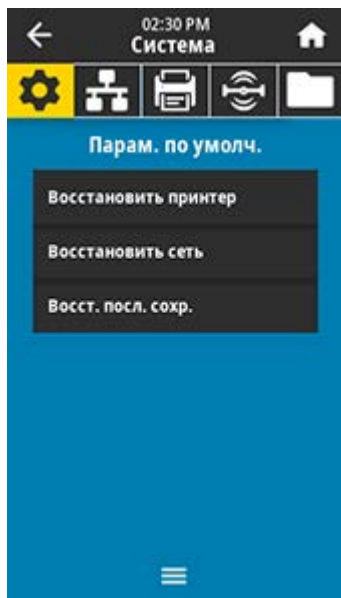 02:30 PM
Система
Парам. по умолч.
Восстановить принтер
Восстановить сеть
Восст. посл. сохр.